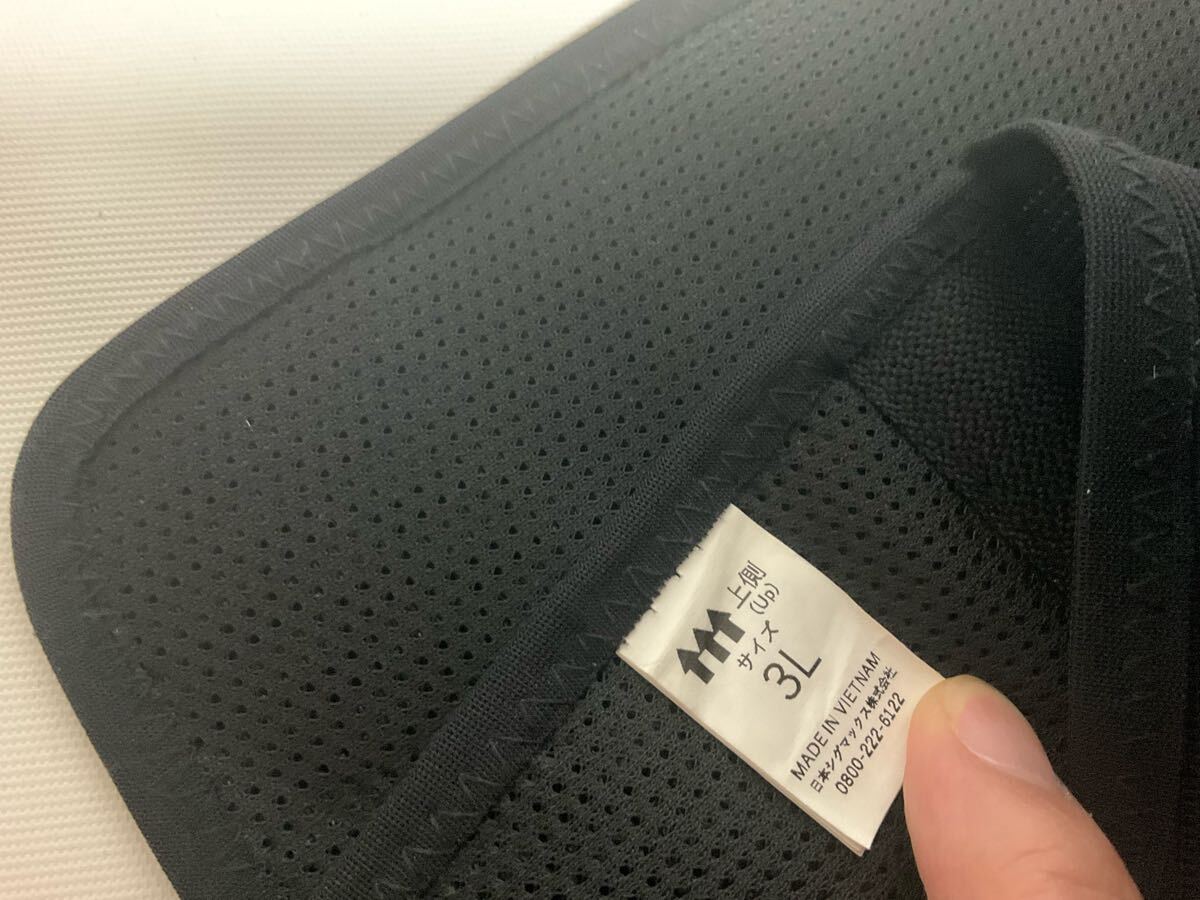 上側
(Up)
サイズ
3L
MADE IN VIETNAM
日本シグマックス株式会社
0800-222-6122